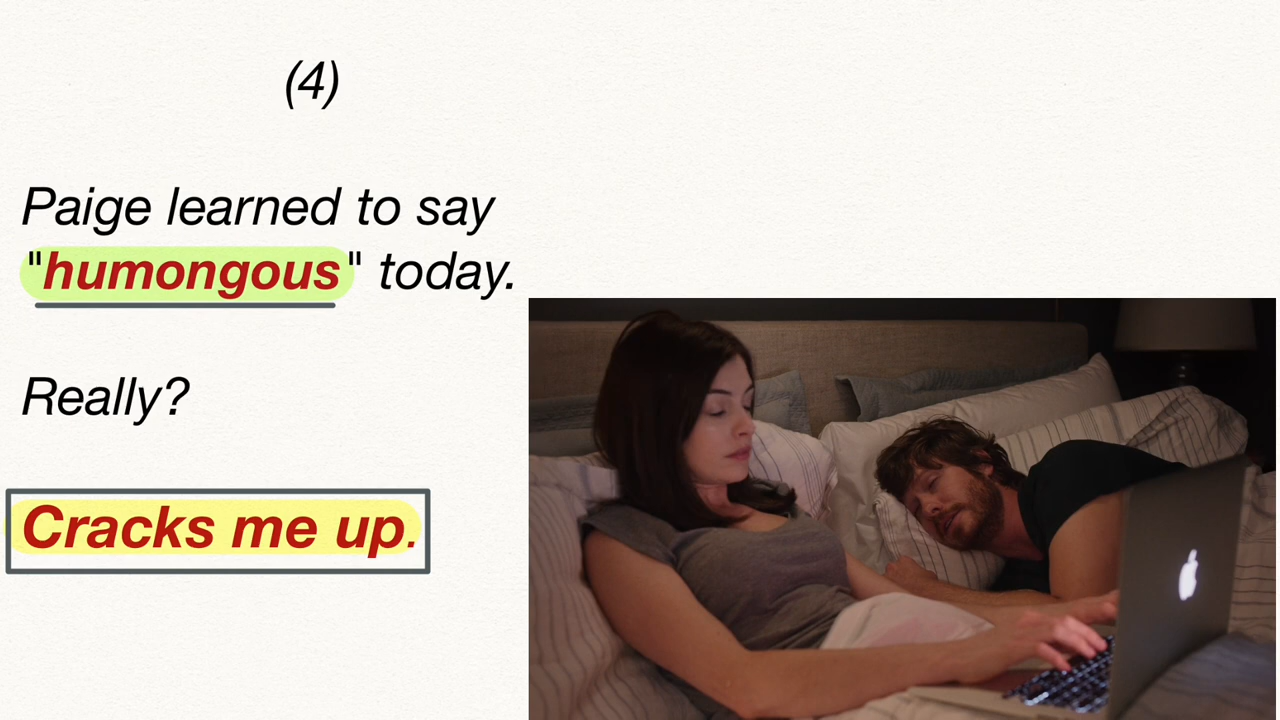 (4)
Paige learned to say
"humongous" today.
Really?
Cracks me up.